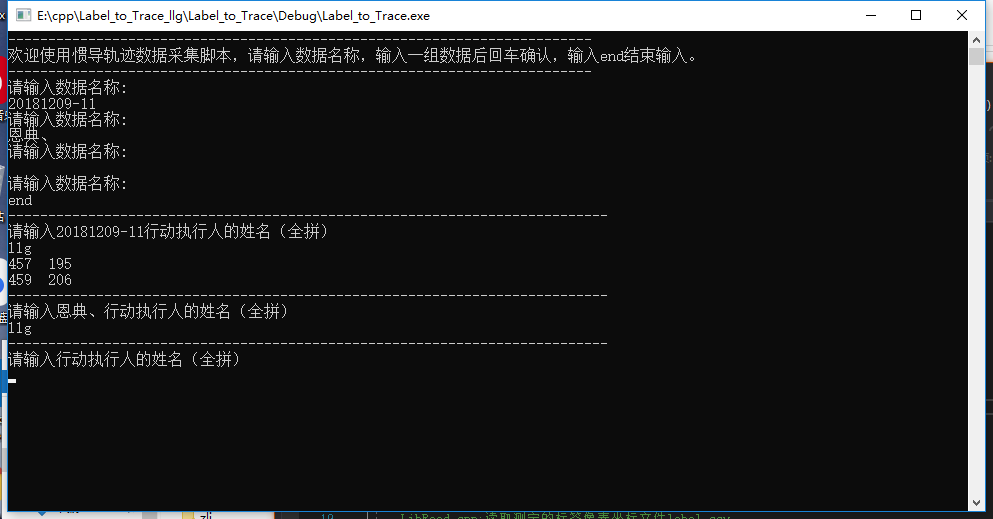 E:\cpp\Label_to_Trace_llg\Label_to_Trace\Debug\Label_to_Trace.exe
-------------------------------------------------------------------------
欢迎使用惯导轨迹数据采集脚本，请输入数据名称，输入一组数据后回车确认，输入end结束输入。
-------------------------------------------------------------------------
请输入数据名称:
20181209-11
请输入数据名称:
恩典、
请输入数据名称:
请输入数据名称:
end
---------------------------------------------------------------------------
请输入20181209-11行动执行人的姓名（全拼）
llg
457 195
459 206
---------------------------------------------------------------------------
请输入恩典、行动执行人的姓名（全拼）
llg
---------------------------------------------------------------------------
请输入行动执行人的姓名（全拼）